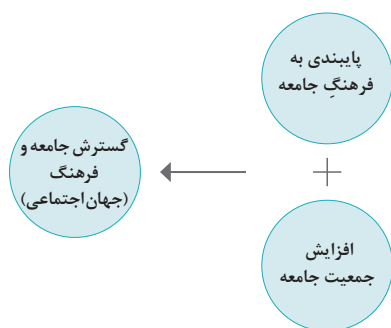 پایبندی به
فرهنگِ جامعه
+
گسترش جامعه و
فرهنگ
(جهان‌اجتماعی)
افزایش
جمعیت جامعه